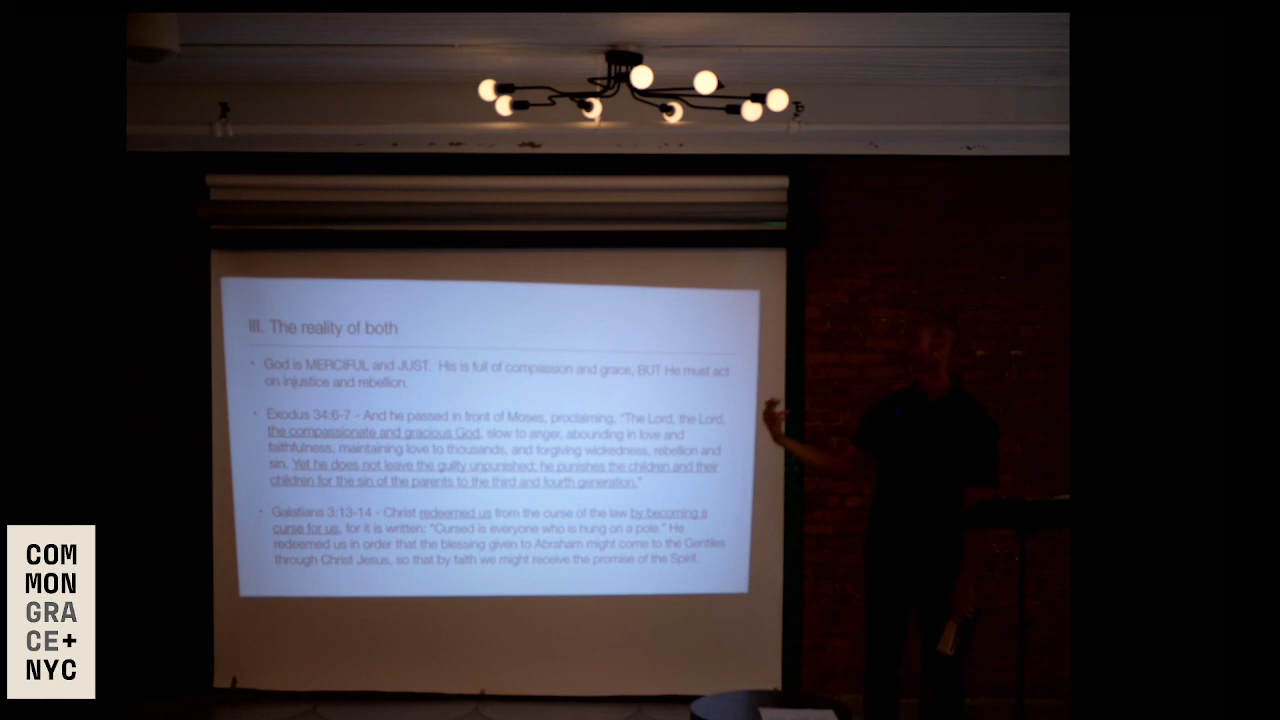 III. The reality of both
• God is MERCIFUL and JUST. His is full of compassion and grace, BUT He must act
on injustice and rebellion.
• Exodus 34:6-7 - And he passed in front of Moses, proclaiming, “The Lord, the Lord,
the compassionate and gracious God, slow to anger, abounding in love and
faithfulness, maintaining love to thousands, and forgiving wickedness, rebellion and
sin. Yet he does not leave the guilty unpunished; he punishes the children and their
children for the sin of the parents to the third and fourth generation.”
• Galatians 3:13-14 - Christ redeemed us from the curse of the law by becoming a
curse for us, for it is written: “Cursed is everyone who is hung on a pole.” He
redeemed us in order that the blessing given to Abraham might come to the Gentiles
through Christ Jesus, so that by faith we might receive the promise of the Spirit.
COM
MON
GRA
CE+
NYC